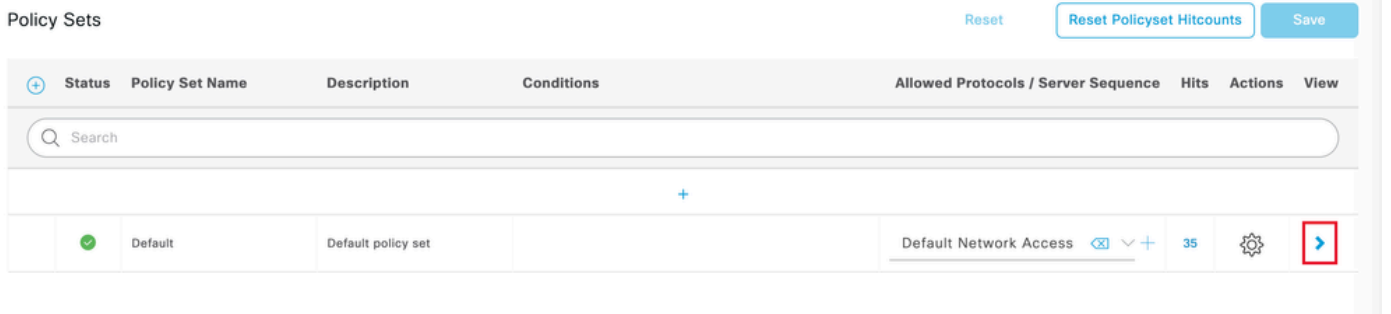 Policy Sets Reset Reset Policyset Hitcounts Save
Status Policy Set Name Description Conditions Allowed Protocols / Server Sequence Hits Actions View
Search
+
Default Default policy set Default Network Access + 35